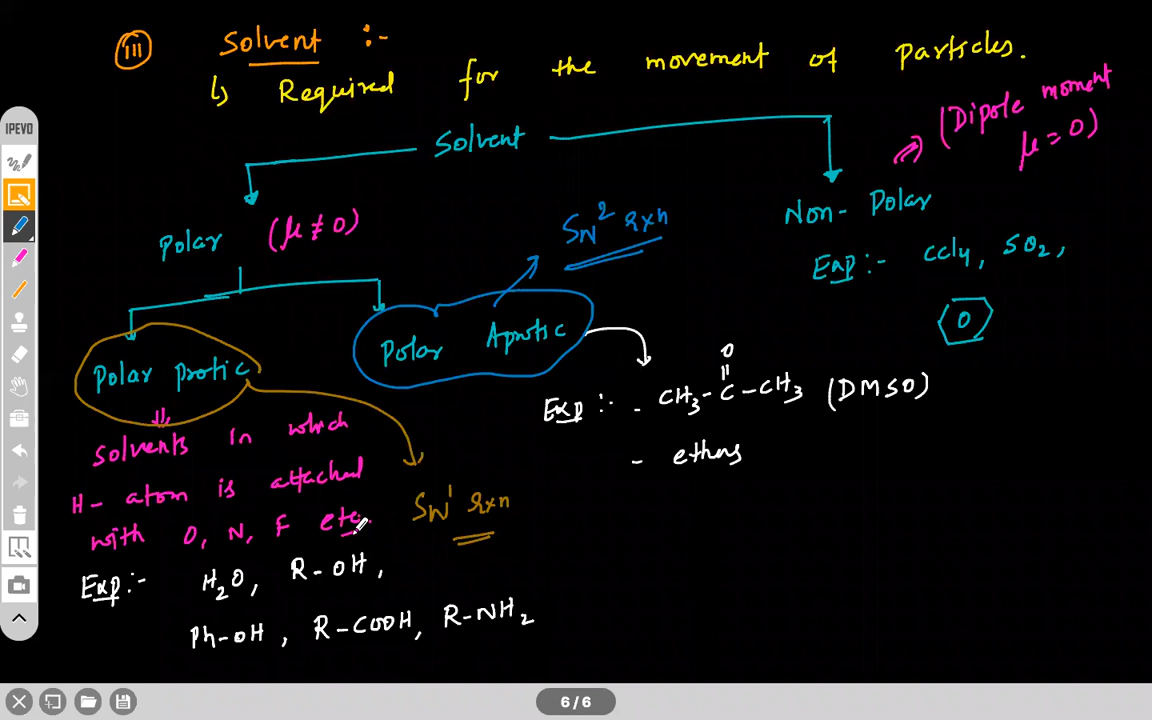 (iii) Solvent :-
↳ Required for the movement of Particles.
Solvent
(Dipole moment
μ = 0)
IPEVO
Polar (μ ≠ 0)
SN² rxn
Non-Polar
Exp :- CCl4, SO2,
Polar protic
Polar Aprotic
Solvents in which
H-atom is attached
with O, N, F etc.
SN¹ rxn
Exp :-
H2O, R-OH,
Ph-OH, R-COOH, R-NH2
O
||
Exp :- - CH3-C-CH3 (DMSO)
- ethers
6/6